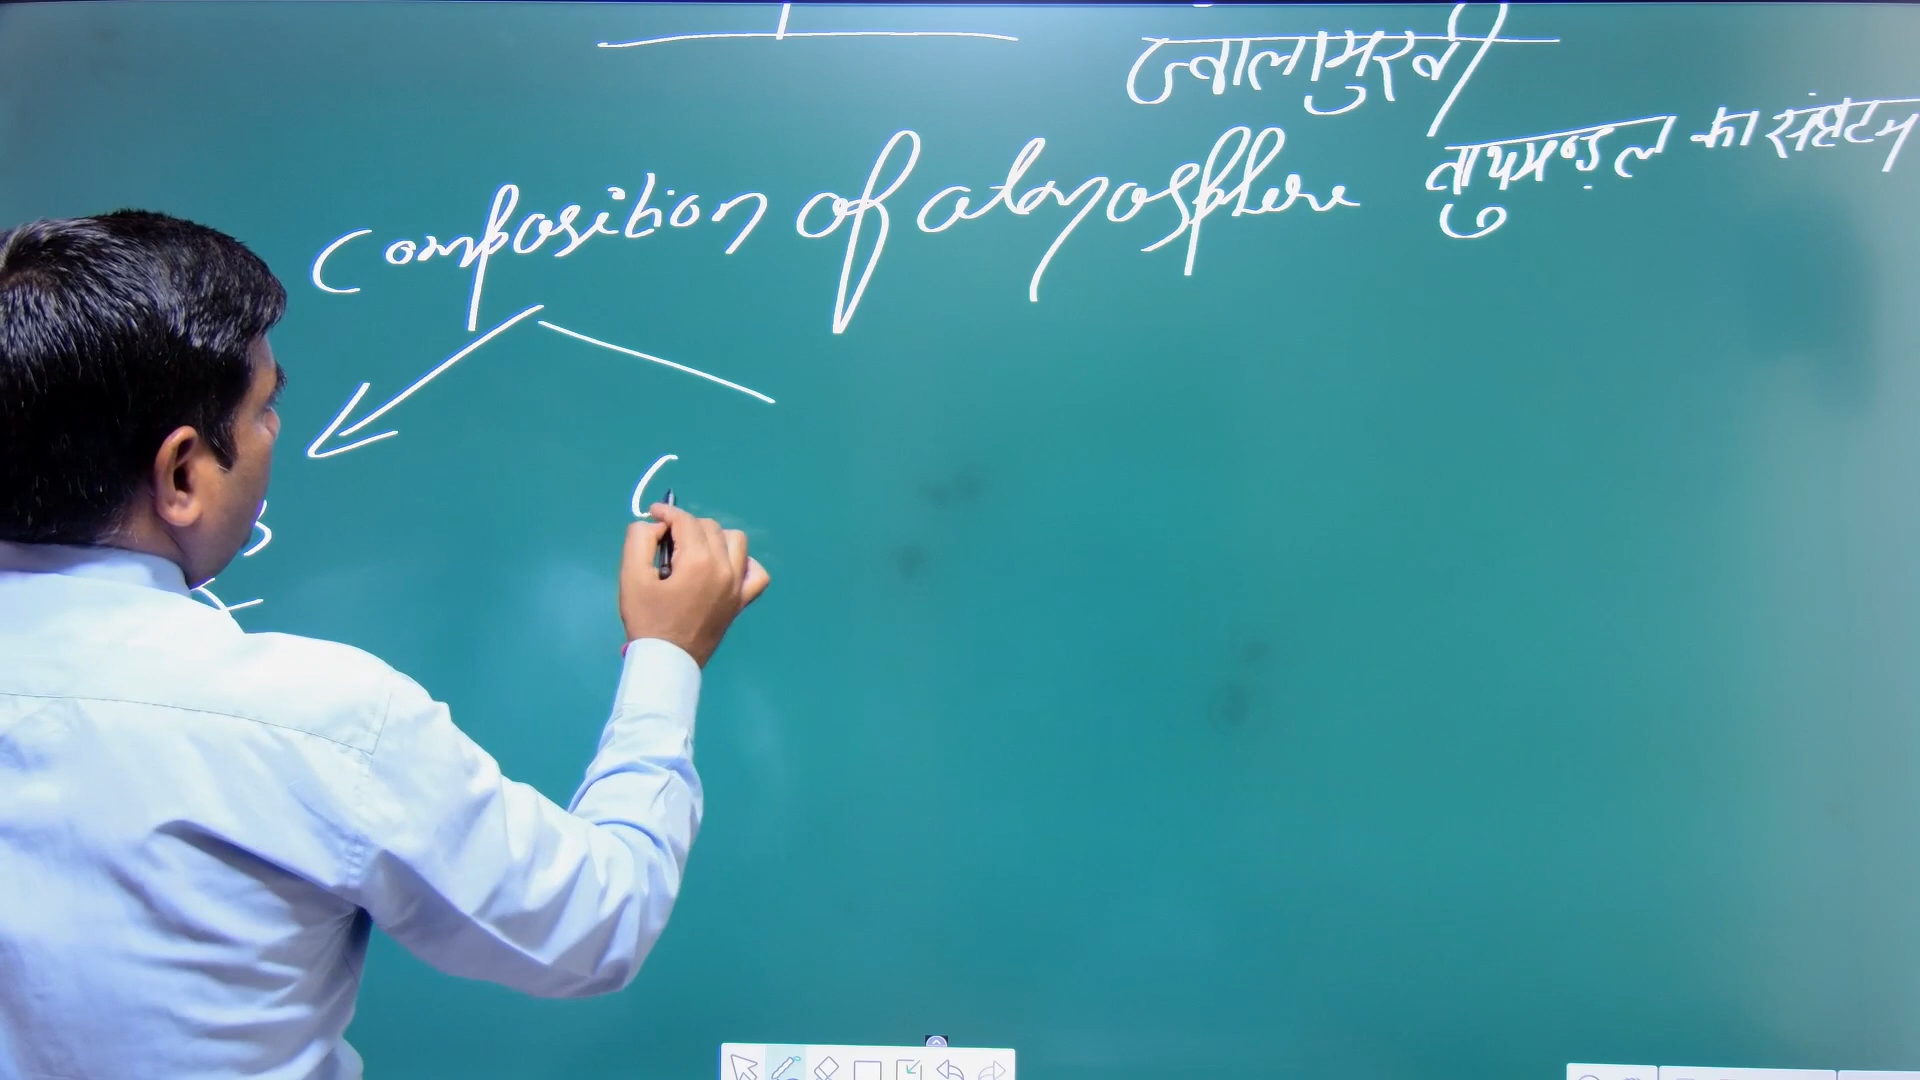 ज्वालामुखी
Composition of atmosphere वायुमण्डल का संघटन
C